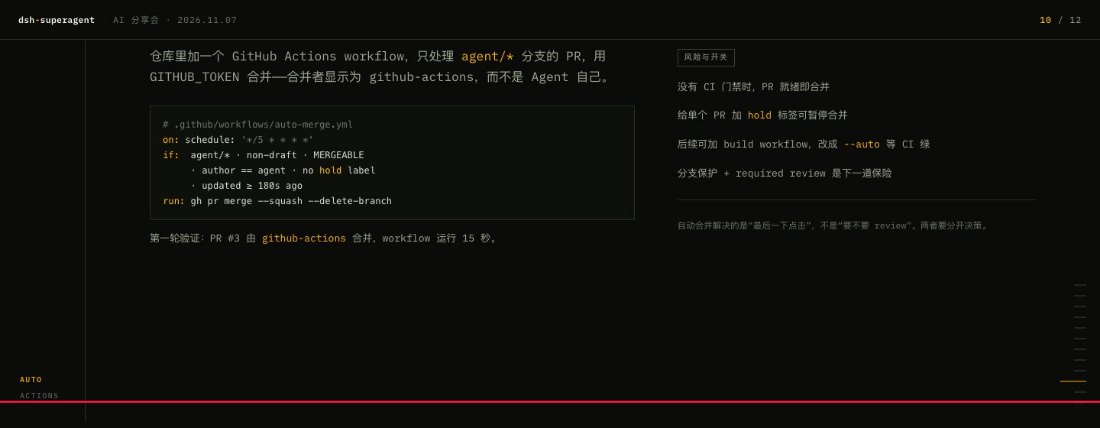 dsh-superagent AI 分享会 · 2026.11.07
10 / 12
仓库里加一个 GitHub Actions workflow，只处理 agent/* 分支的 PR，用
GITHUB_TOKEN 合并——合并者显示为 github-actions，而不是 Agent 自己。
# .github/workflows/auto-merge.yml
on: schedule: '*/5 * * * *'
if: agent/* · non-draft · MERGEABLE
· author == agent · no hold label
· updated ≥ 180s ago
run: gh pr merge --squash --delete-branch
第一轮验证：PR #3 由 github-actions 合并，workflow 运行 15 秒。
风险与开关
没有 CI 门禁时，PR 就绪即合并
给单个 PR 加 hold 标签可暂停合并
后续可加 build workflow，改成 --auto 等 CI 绿
分支保护 + required review 是下一道保险
自动合并解决的是“最后一下点击”，不是“要不要 review”，两者要分开决策。
AUTO
ACTIONS